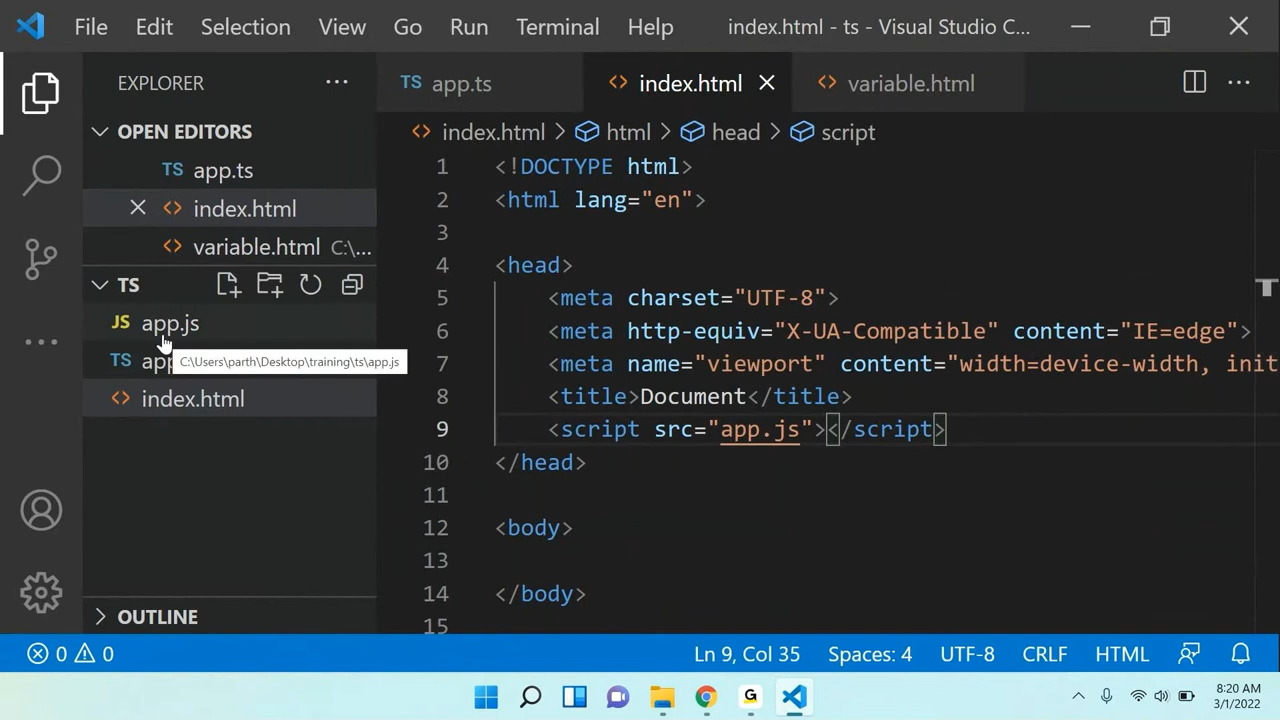 File Edit Selection View Go Run Terminal Help index.html - ts - Visual Studio C...
EXPLORER ...
OPEN EDITORS
TS app.ts
index.html
variable.html C:\...
TS
JS app.js
C:\Users\parth\Desktop\training\ts\app.js
TS ap
index.html
OUTLINE
TS app.ts index.html variable.html
index.html > html > head > script
1 <!DOCTYPE html>
2 <html lang="en">
3
4 <head>
5 <meta charset="UTF-8">
6 <meta http-equiv="X-UA-Compatible" content="IE=edge">
7 <meta name="viewport" content="width=device-width, init
8 <title>Document</title>
9 <script src="app.js"></script>
10 </head>
11
12 <body>
13
14 </body>
15
0 0 Ln 9, Col 35 Spaces: 4 UTF-8 CRLF HTML
G
8:20 AM
3/1/2022